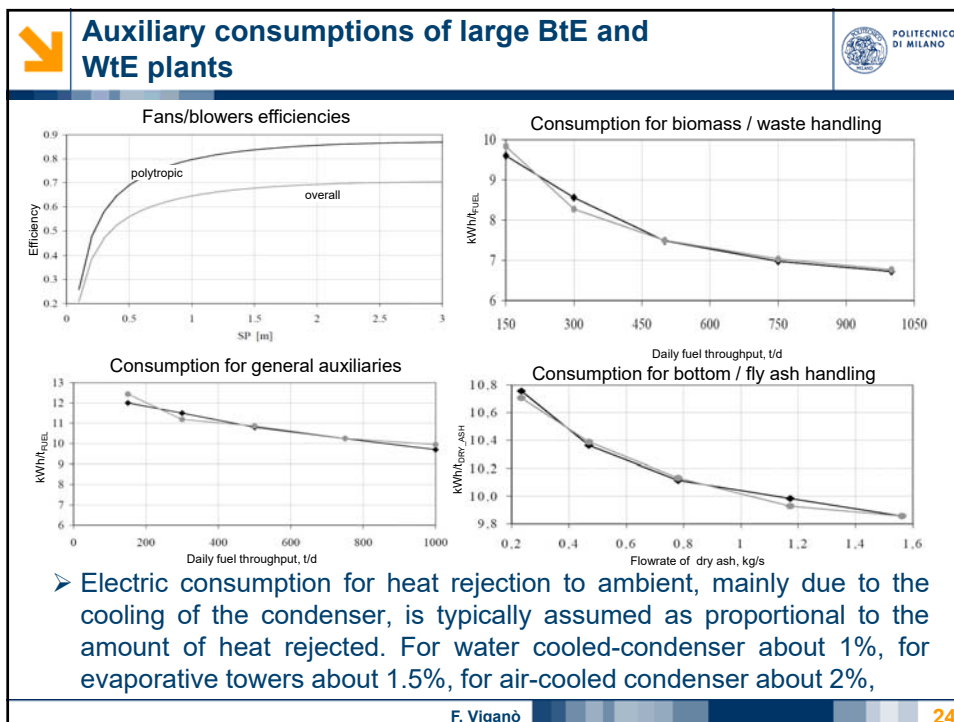 Auxiliary consumptions of large BtE and
WtE plants
POLITECNICO
DI MILANO
Fans/blowers efficiencies
0.9
0.8
0.7
0.6
0.5
0.4
0.3
0.2
Efficiency
polytropic
overall
0
0.5
1
1.5
2
2.5
3
SP [m]
Consumption for biomass / waste handling
10
9
8
7
6
kWh/tFUEL
150
300
450
600
750
900
1050
Daily fuel throughput, t/d
Consumption for general auxiliaries
13
12
11
10
9
8
7
6
kWh/tFUEL
0
200
400
600
800
1000
Daily fuel throughput, t/d
Consumption for bottom / fly ash handling
10,8
10,6
10,4
10,2
10,0
9,8
kWh/tDRY_ASH
0,2
0,4
0,6
0,8
1
1,2
1,4
1,6
Flowrate of dry ash, kg/s
➢ Electric consumption for heat rejection to ambient, mainly due to the
cooling of the condenser, is typically assumed as proportional to the
amount of heat rejected. For water cooled-condenser about 1%, for
evaporative towers about 1.5%, for air-cooled condenser about 2%,
F. Viganò
24